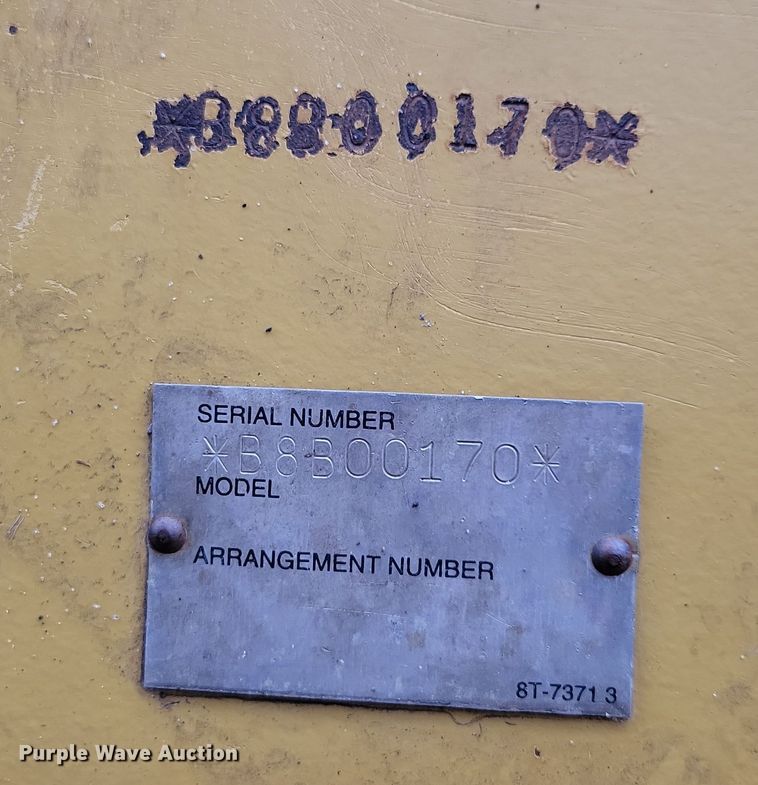 *B8B00170*
SERIAL NUMBER
*B8B00170*
MODEL
ARRANGEMENT NUMBER
8T-7371 3
Purple Wave Auction